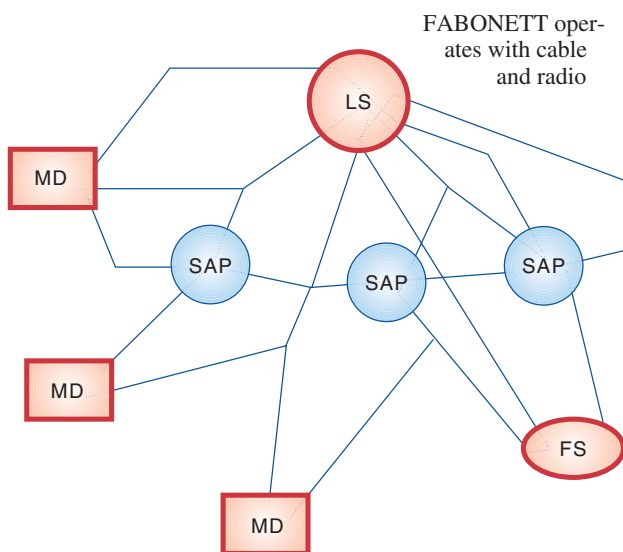 FABONETT oper-
ates with cable
and radio
LS
MD
SAP
SAP
SAP
MD
FS
MD